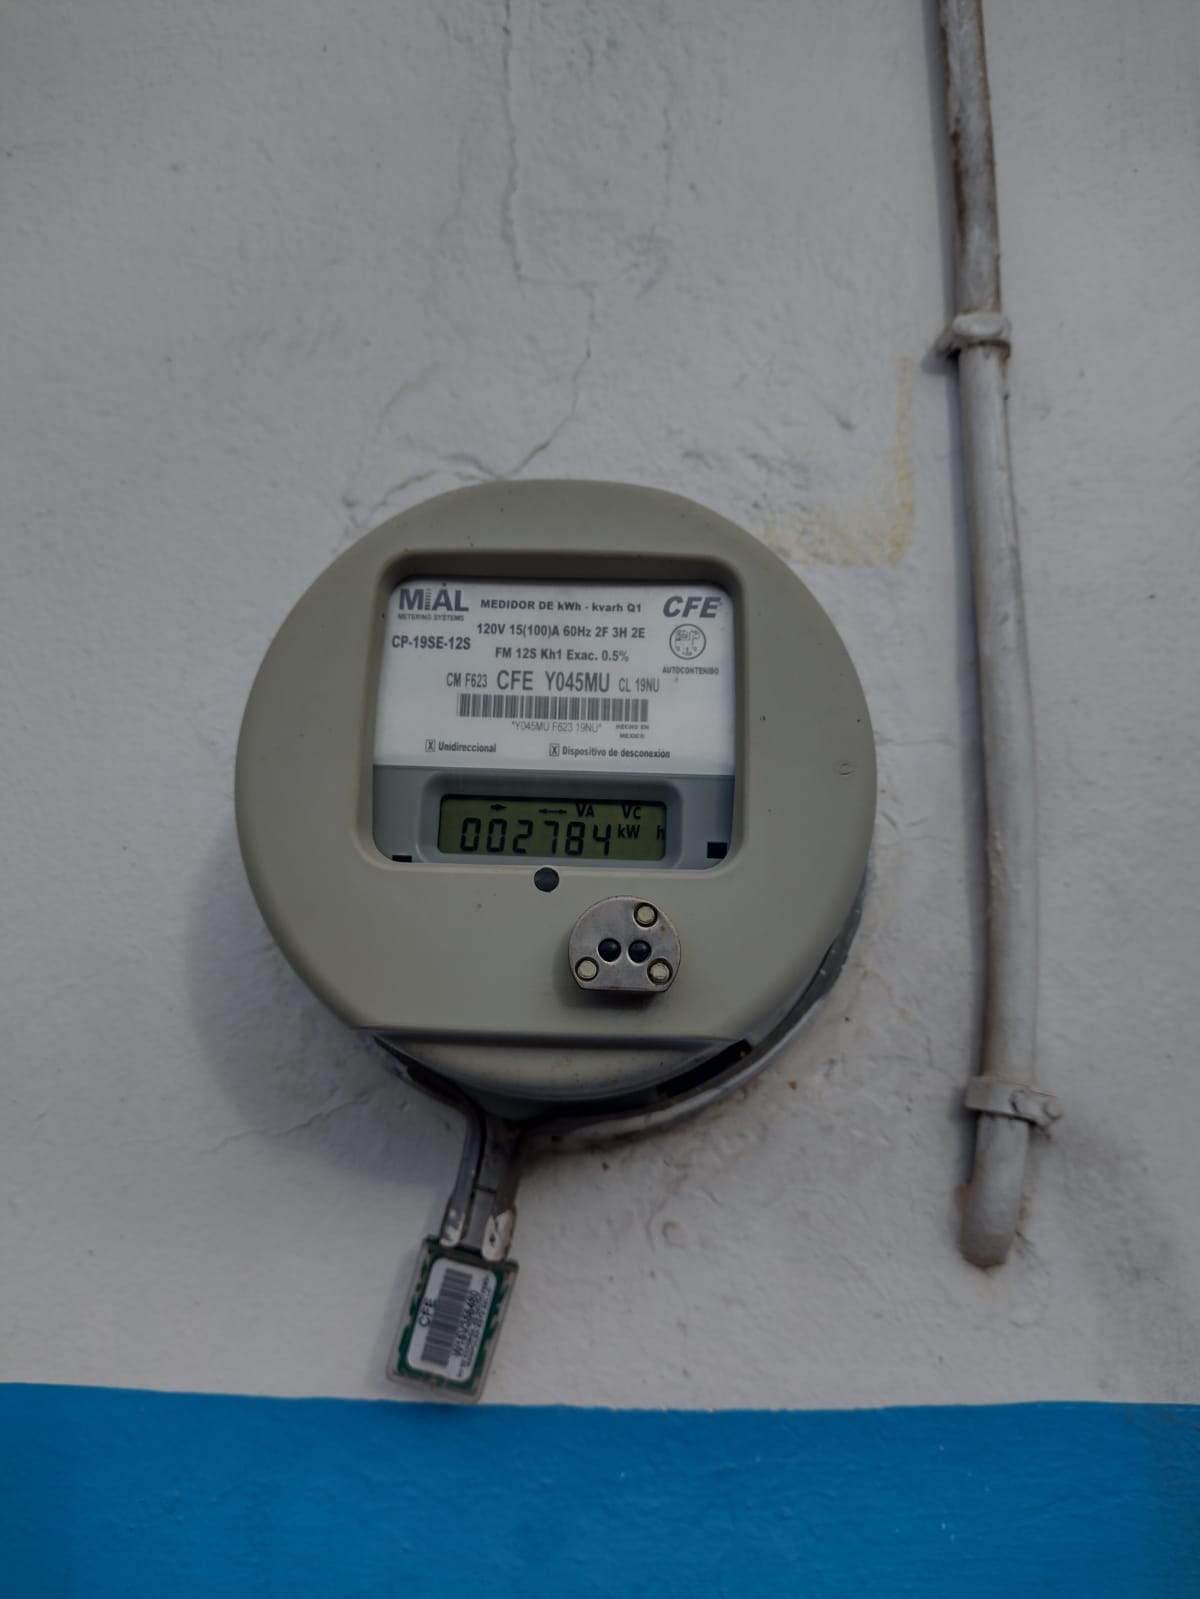 MIAL
METERING SYSTEMS
MEDIDOR DE kWh - kvarh Q1
CFE
120V 15(100)A 60Hz 2F 3H 2E
CP-19SE-12S
FM 12S Kh1 Exac. 0.5%
AUTOCONTENIDO
CM F623 CFE Y045MU CL 19NU
*Y045MU F623 19NU*
HECHO EN
MEXICO
X Unidireccional
X Dispositivo de desconexión
VA VC
002784 kW h
CFE